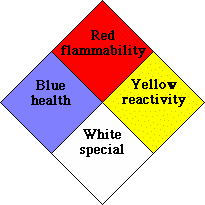 Red
flammability
Blue
health
Yellow
reactivity
White
special